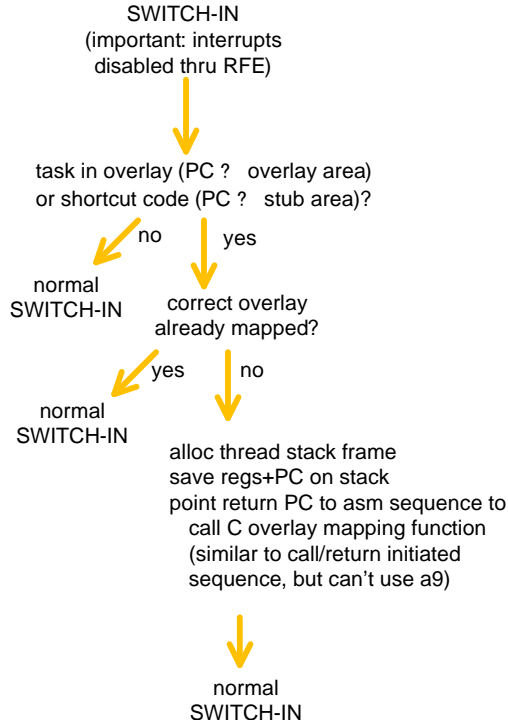 SWITCH-IN
(important: interrupts
disabled thru RFE)
task in overlay (PC ? overlay area)
or shortcut code (PC ? stub area)?
no
yes
normal
SWITCH-IN
correct overlay
already mapped?
yes
no
normal
SWITCH-IN
alloc thread stack frame
save regs+PC on stack
point return PC to asm sequence to
call C overlay mapping function
(similar to call/return initiated
sequence, but can't use a9)
normal
SWITCH-IN